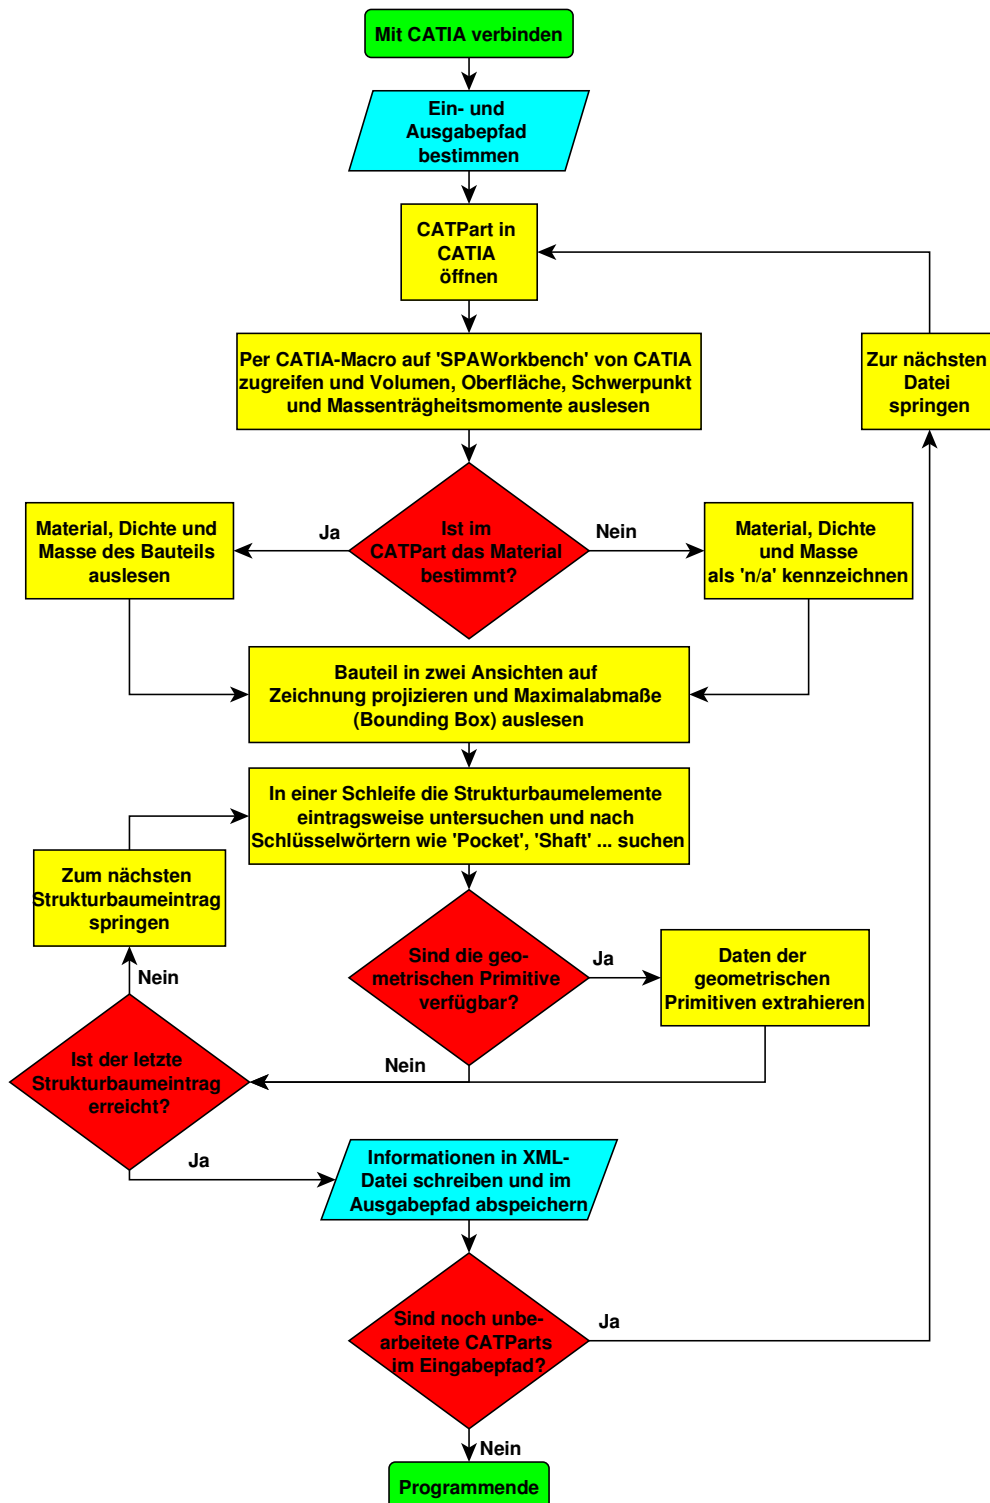 Mit CATIA verbinden
Ein- und
Ausgabepfad
bestimmen
CATPart in
CATIA
öffnen
Per CATIA-Macro auf 'SPAWorkbench' von CATIA
zugreifen und Volumen, Oberfläche, Schwerpunkt
und Massenträgheitsmomente auslesen
Zur nächsten
Datei
springen
Ist im
CATPart das Material
bestimmt?
Ja
Nein
Material, Dichte und
Masse des Bauteils
auslesen
Material, Dichte
und Masse
als 'n/a' kennzeichnen
Bauteil in zwei Ansichten auf
Zeichnung projizieren und Maximalabmaße
(Bounding Box) auslesen
In einer Schleife die Strukturbaumelemente
eintragsweise untersuchen und nach
Schlüsselwörtern wie 'Pocket', 'Shaft' ... suchen
Zum nächsten
Strukturbaumeintrag
springen
Sind die geo-
metrischen Primitive
verfügbar?
Ja
Daten der
geometrischen
Primitiven extrahieren
Nein
Nein
Ist der letzte
Strukturbaumeintrag
erreicht?
Ja
Informationen in XML-
Datei schreiben und im
Ausgabepfad abspeichern
Sind noch unbe-
arbeitete CATParts
im Eingabepfad?
Ja
Nein
Programmende